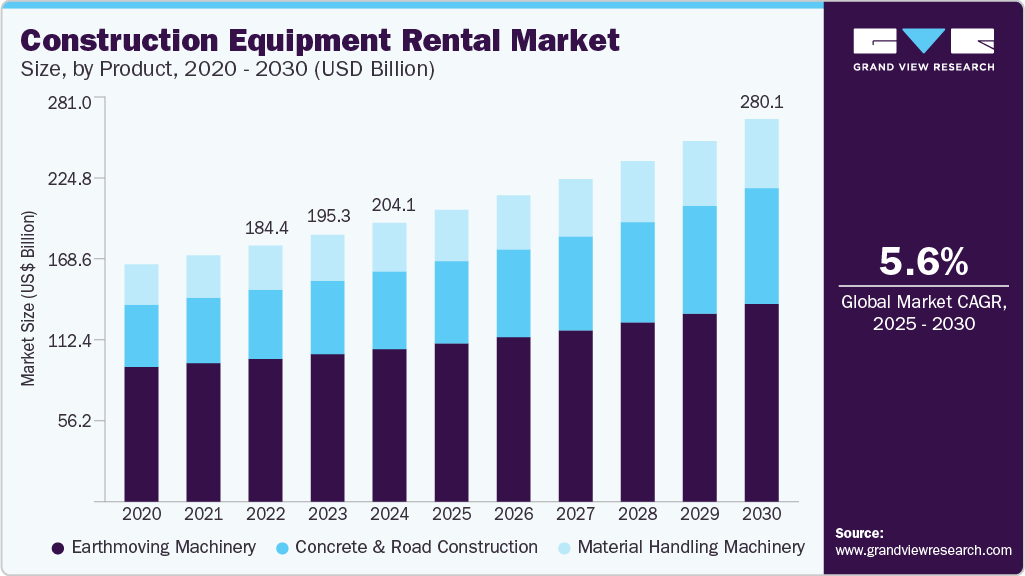 Construction Equipment Rental Market
Size, by Product, 2020 - 2030 (USD Billion)
GRAND VIEW RESEARCH
Market Size (US$ Billion)
281.0
224.8
168.6
112.4
56.2
184.4
195.3
204.1
280.1
2020 2021 2022 2023 2024 2025 2026 2027 2028 2029 2030
Earthmoving Machinery Concrete & Road Construction Material Handling Machinery
5.6%
Global Market CAGR,
2025 - 2030
Source:
www.grandviewresearch.com